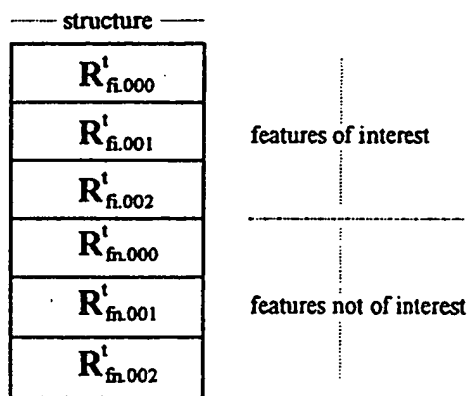 structure
R^t_fi.000
R^t_fi.001
features of interest
R^t_fi.002
R^t_fn.000
R^t_fn.001
features not of interest
R^t_fn.002